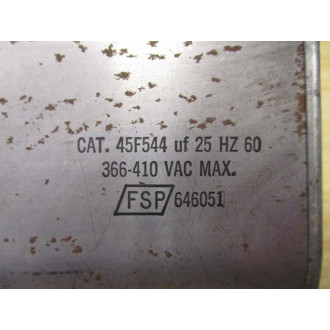 CAT. 45F544 uf 25 HZ 60
366-410 VAC MAX.
FSP 646051